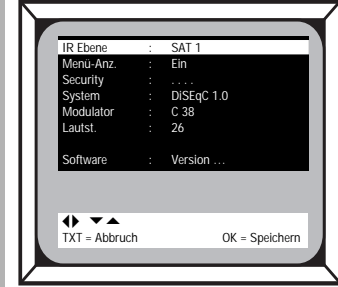 IR Ebene : SAT 1
Menü-Anz. : Ein
Security : . . . .
System : DiSEqC 1.0
Modulator : C 38
Lautst. : 26
Software : Version ...
TXT = Abbruch OK = Speichern